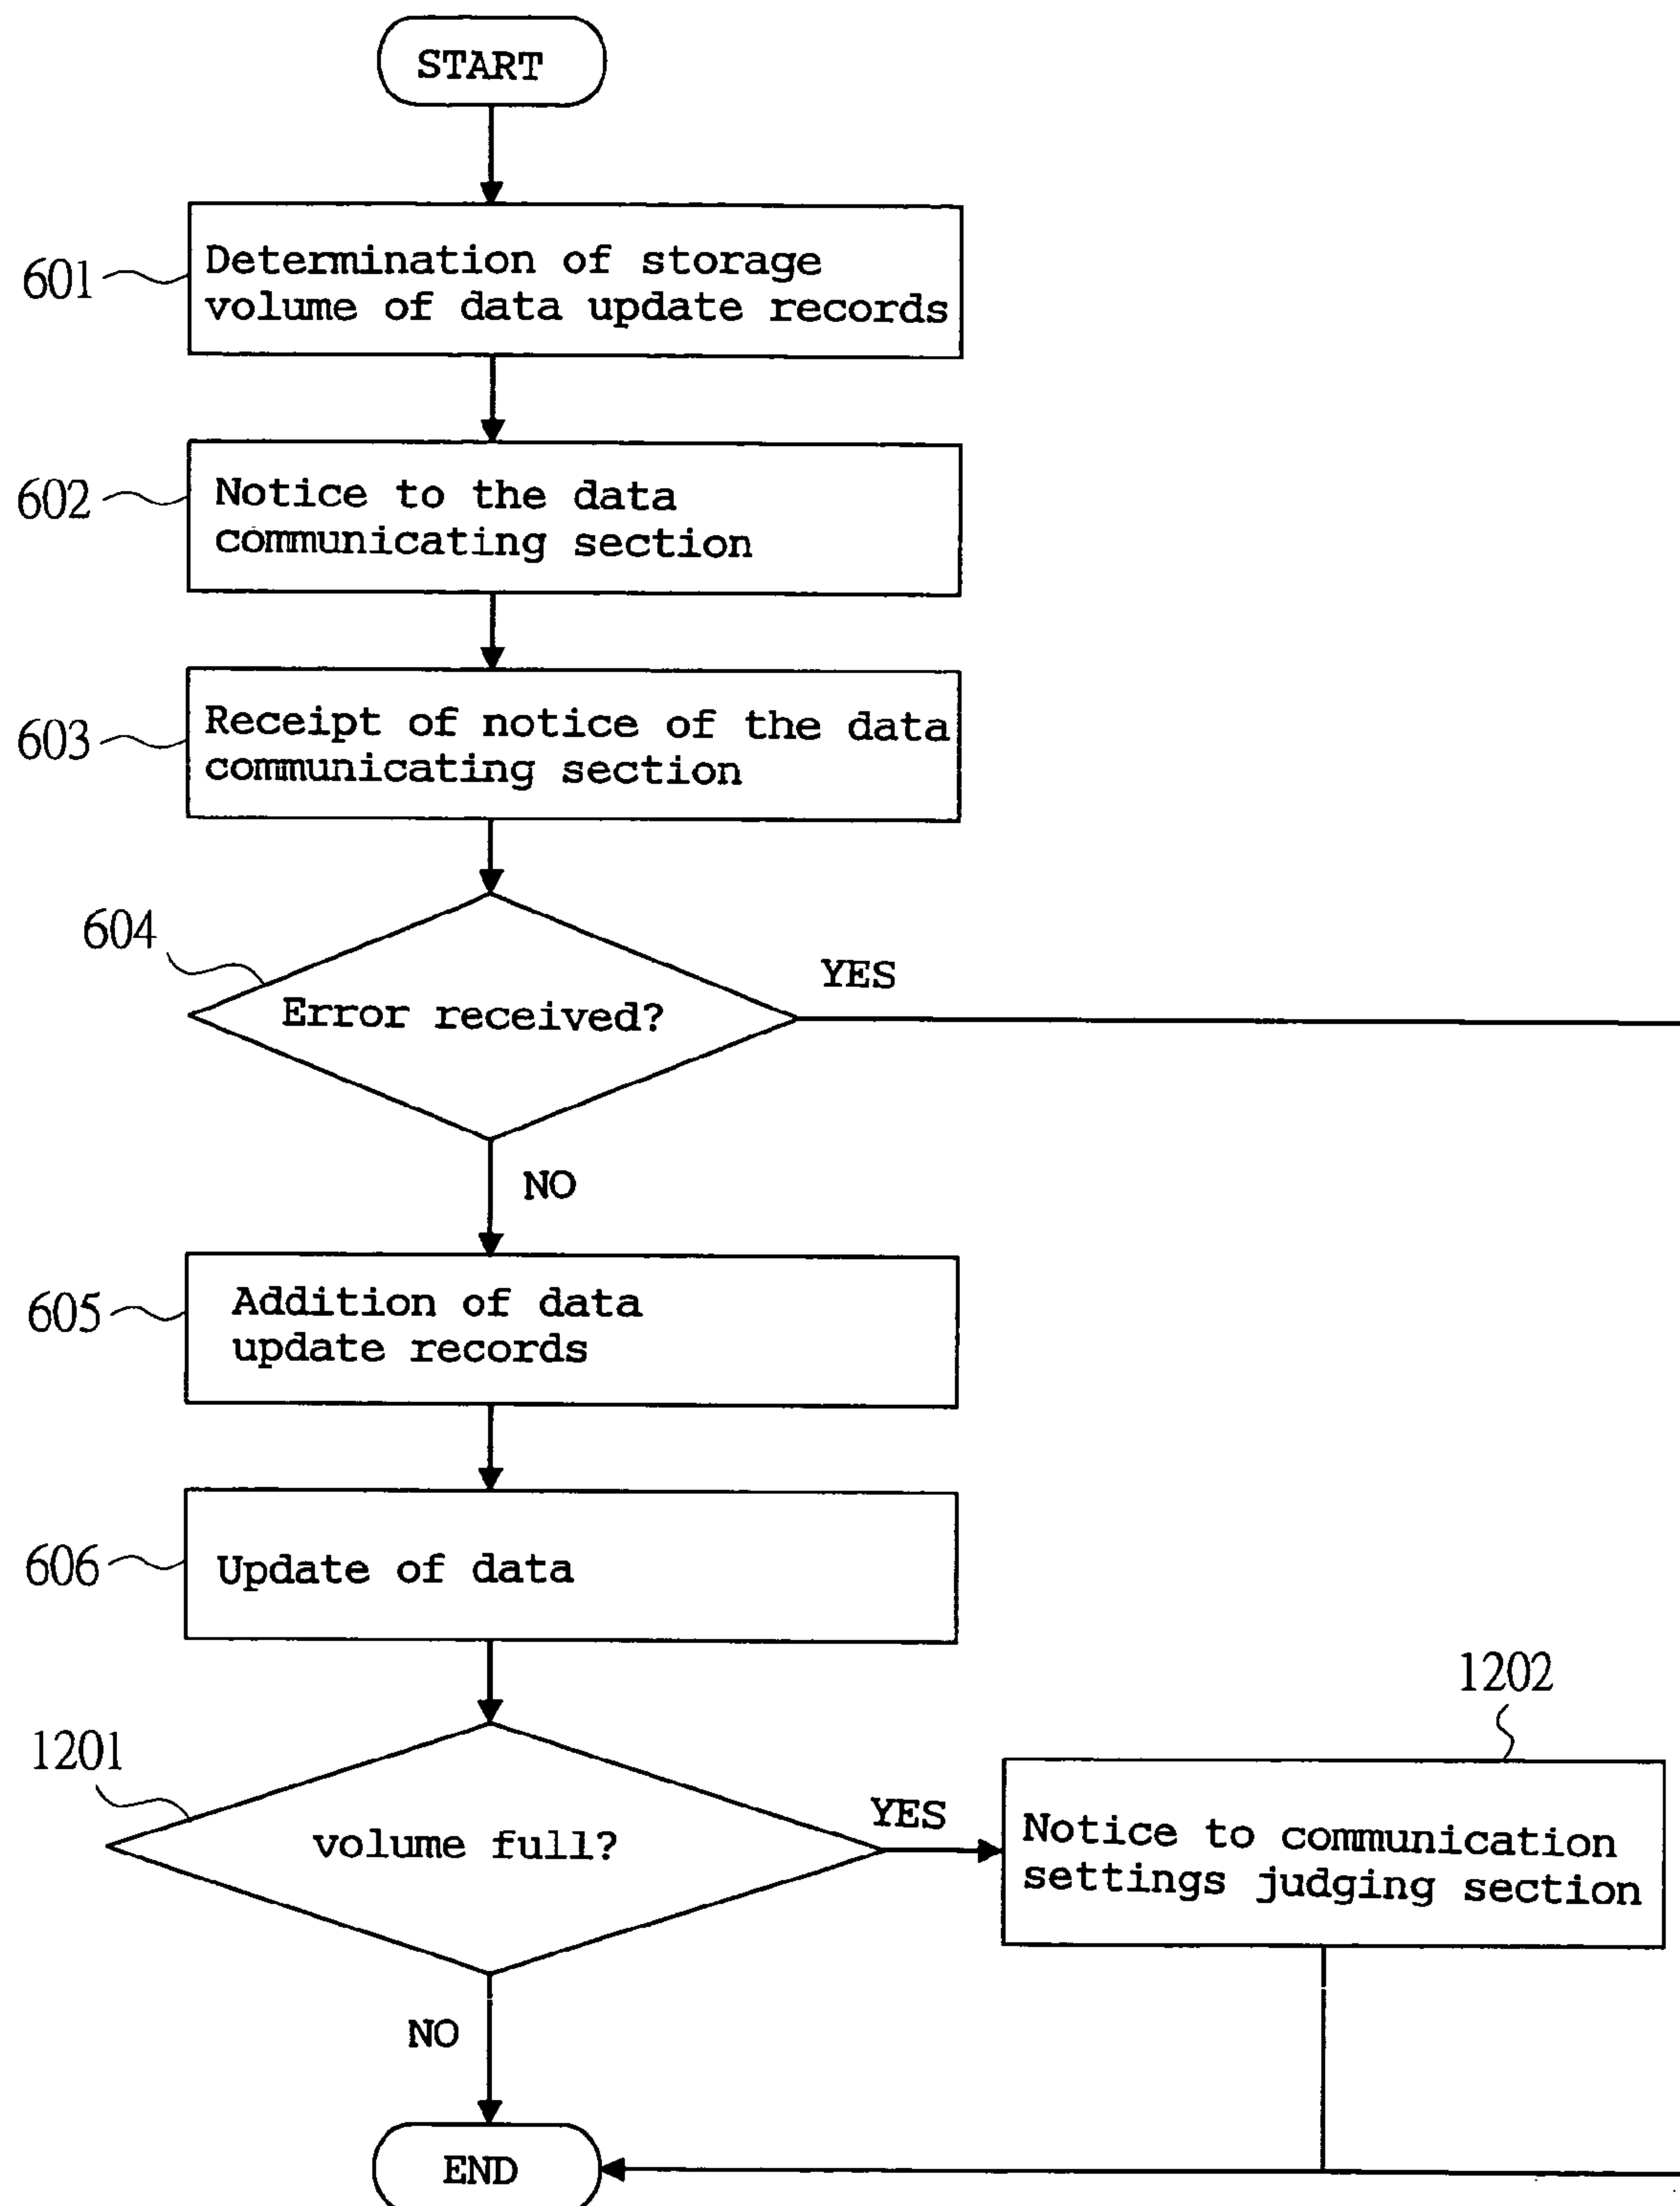 START
601
Determination of storage
volume of data update records
602
Notice to the data
communicating section
603
Receipt of notice of the data
communicating section
604
Error received?
YES
NO
605
Addition of data
update records
606
Update of data
1201
volume full?
YES
1202
Notice to communication
settings judging section
NO
END